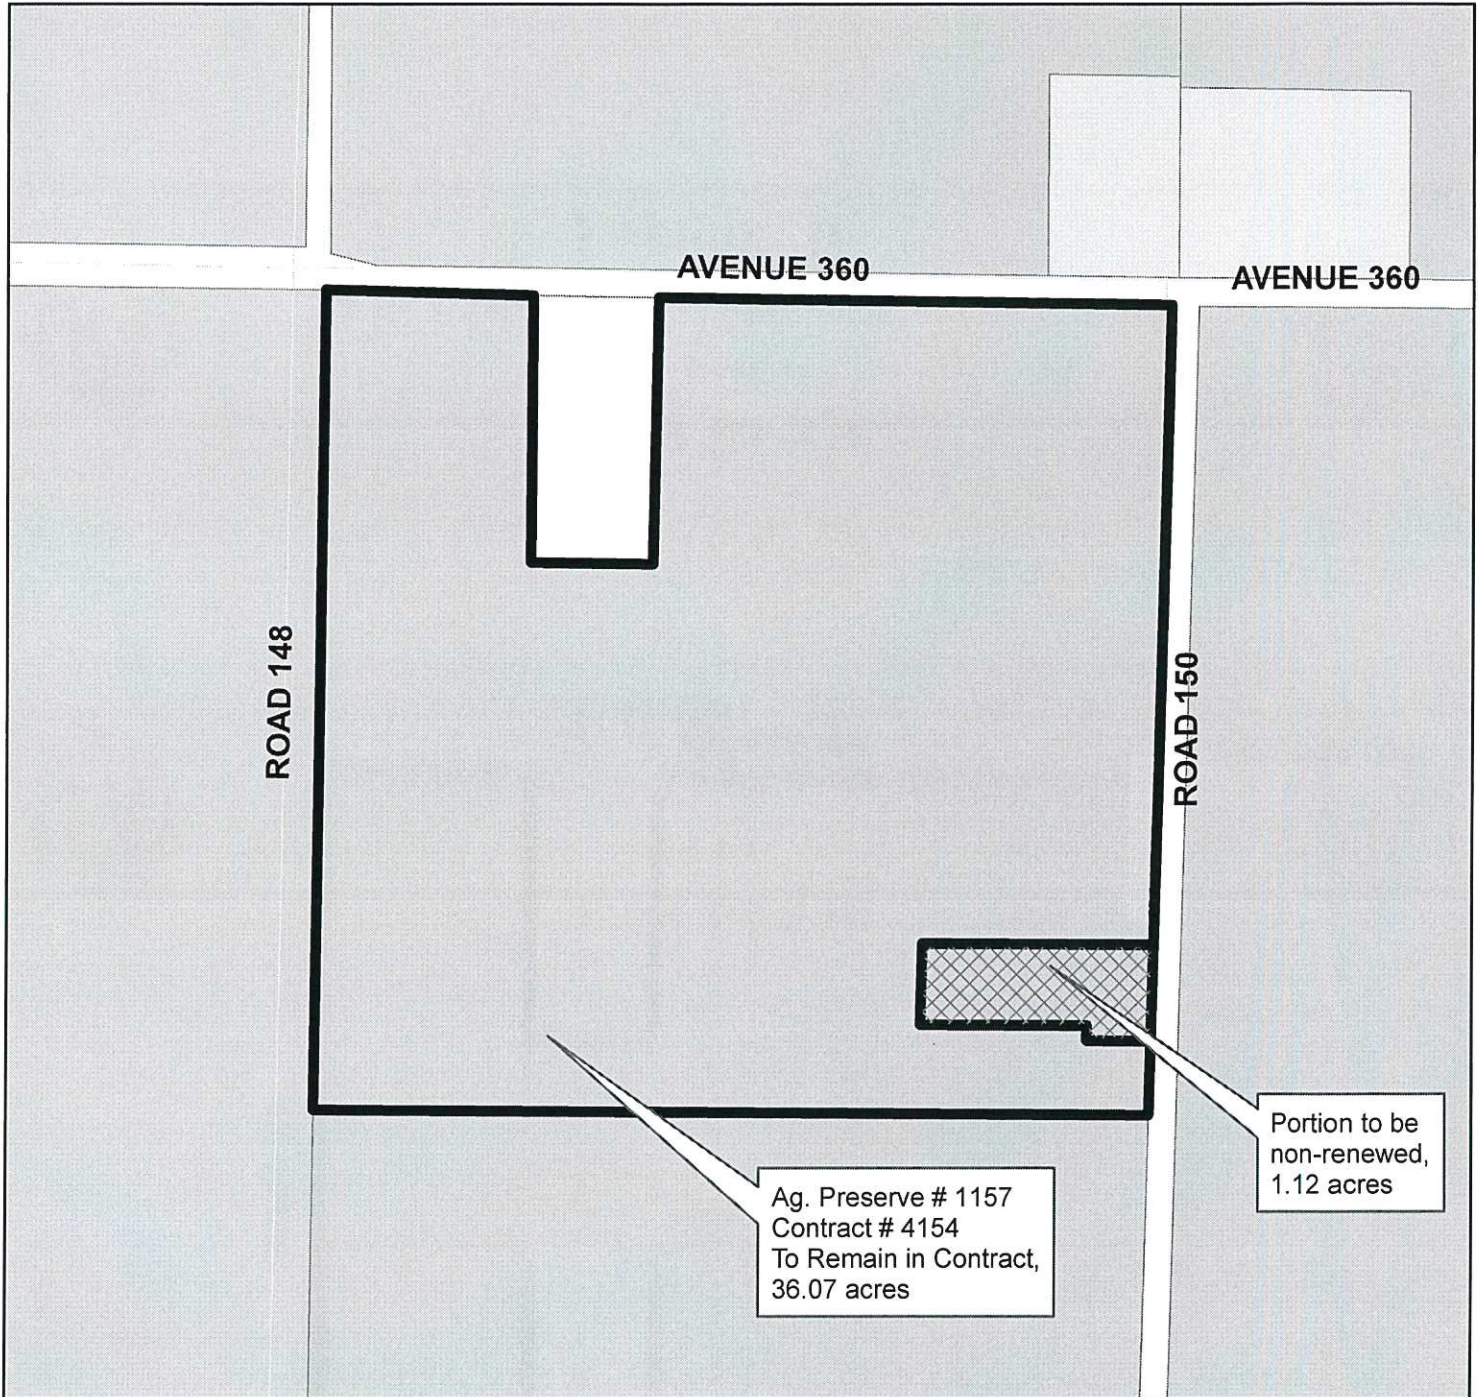 AVENUE 360
AVENUE 360
ROAD 148
ROAD 150
Portion to be
non-renewed,
1.12 acres
Ag. Preserve # 1157
Contract # 4154
To Remain in Contract,
36.07 acres